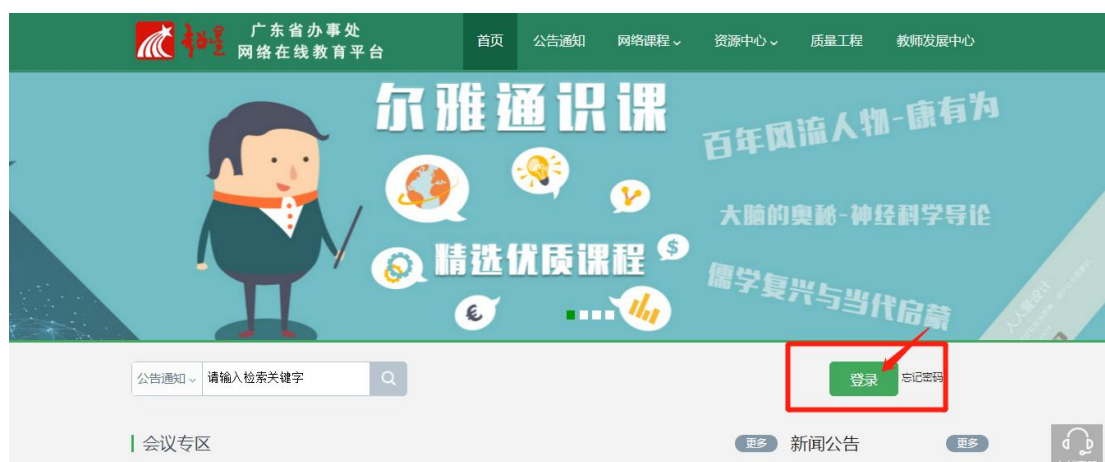 超星
广东省办事处
网络在线教育平台
首页 公告通知 网络课程 资源中心 质量工程 教师发展中心
尔雅通识课
精选优质课程
百年风流人物-康有为
大脑的奥秘-神经科学导论
儒学复兴与当代启蒙
公告通知 请输入检索关键字
登录 忘记密码
会议专区 更多 新闻公告 更多